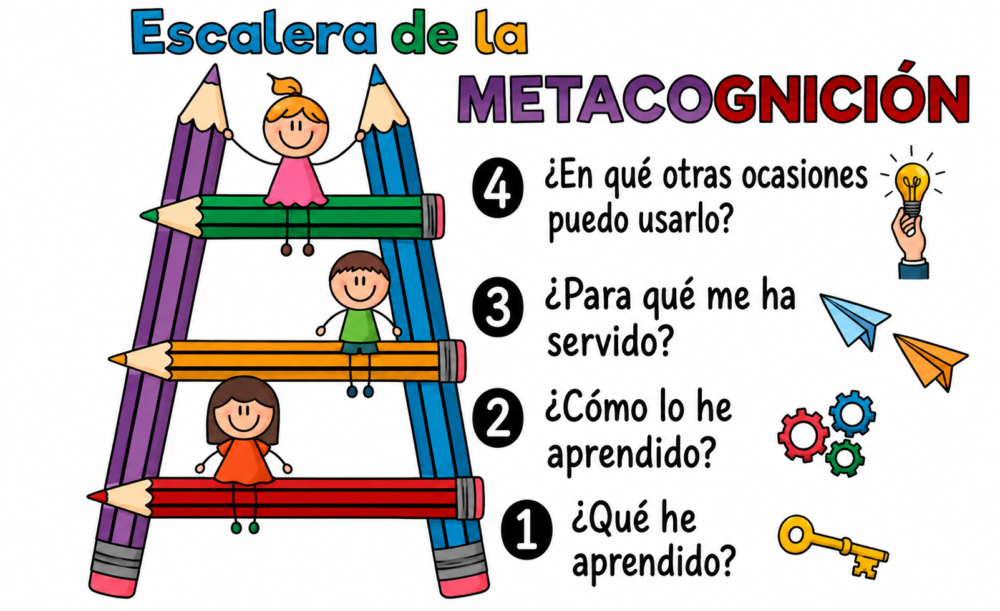 Escalera de la
METACOGNICIÓN
4 ¿En qué otras ocasiones
puedo usarlo?
3 ¿Para qué me ha
servido?
2 ¿Cómo lo he
aprendido?
1 ¿Qué he
aprendido?